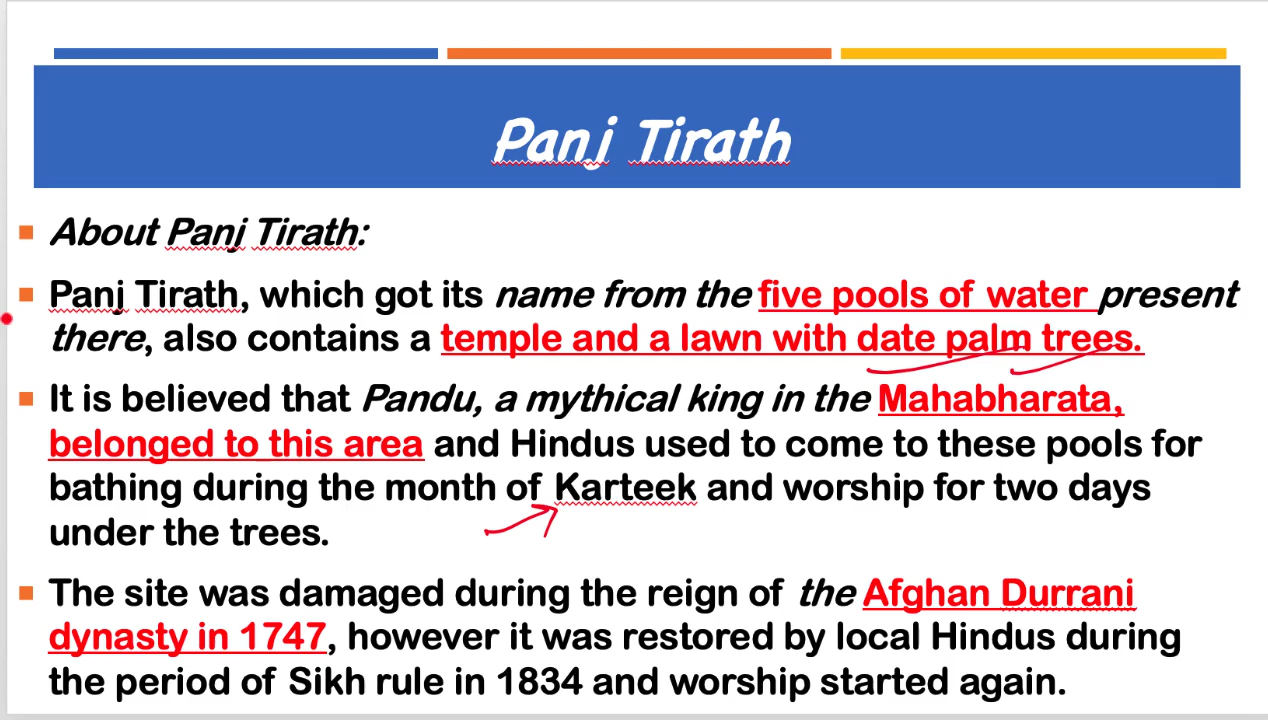 Panj Tirath
About Panj Tirath:
Panj Tirath, which got its name from the five pools of water present
there, also contains a temple and a lawn with date palm trees.
It is believed that Pandu, a mythical king in the Mahabharata,
belonged to this area and Hindus used to come to these pools for
bathing during the month of Karteek and worship for two days
under the trees.
The site was damaged during the reign of the Afghan Durrani
dynasty in 1747, however it was restored by local Hindus during
the period of Sikh rule in 1834 and worship started again.